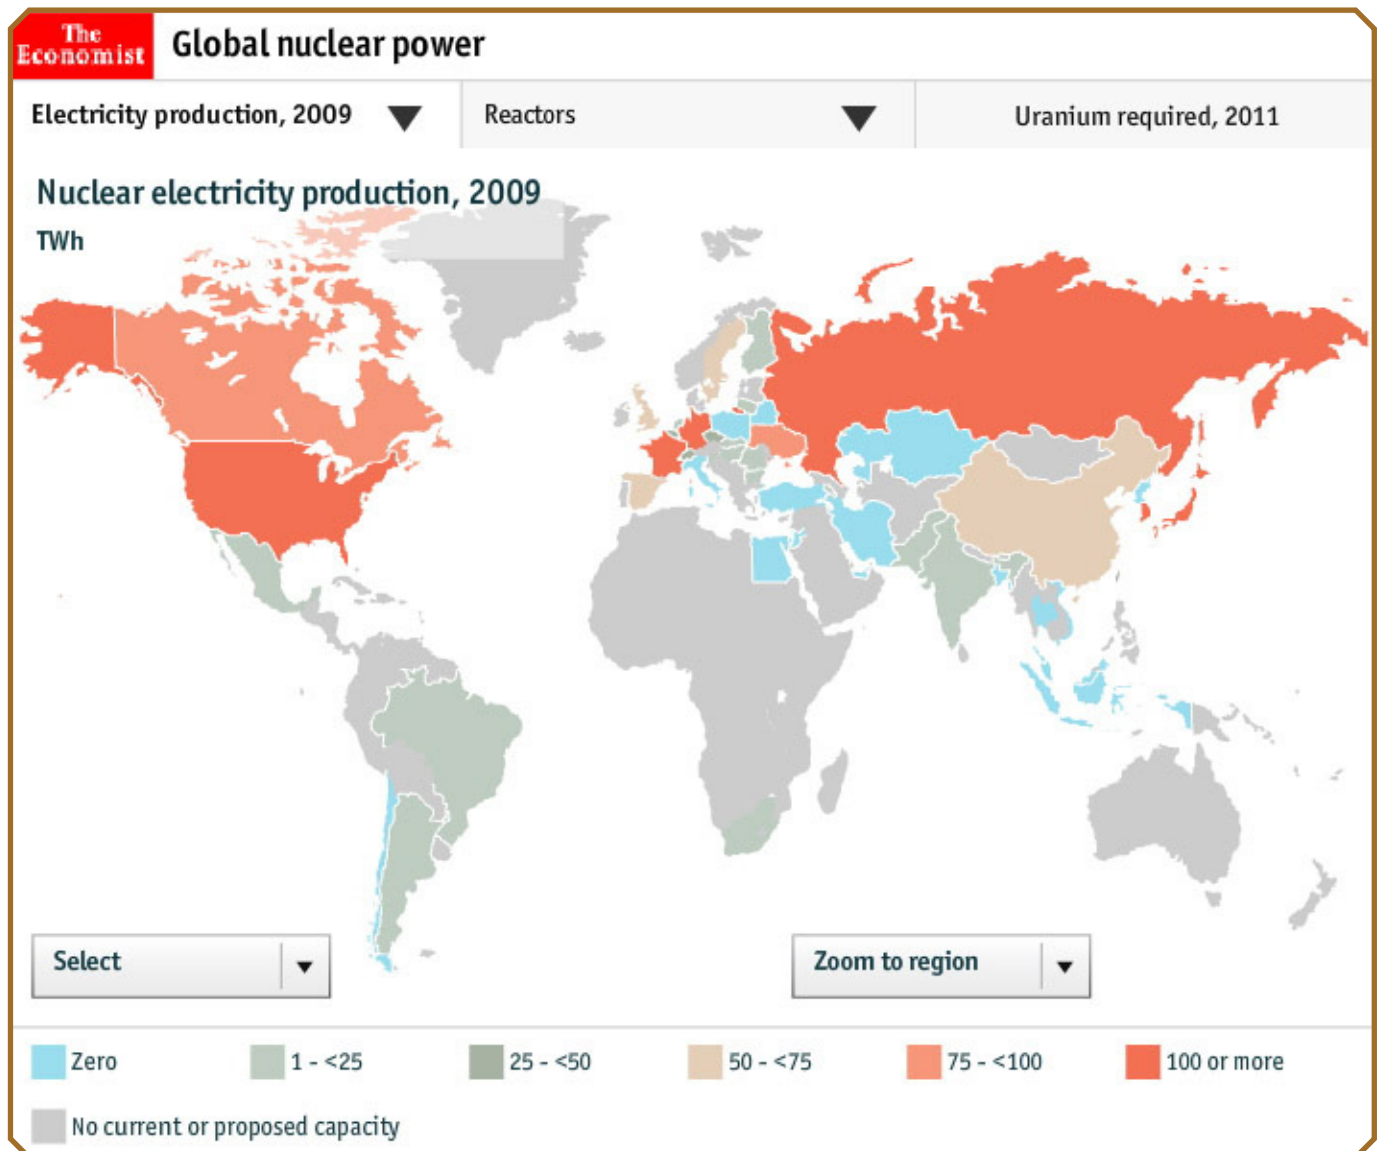 The
Economist
Global nuclear power
Electricity production, 2009
Reactors
Uranium required, 2011
Nuclear electricity production, 2009
TWh
Select
Zoom to region
Zero
1 - <25
25 - <50
50 - <75
75 - <100
100 or more
No current or proposed capacity